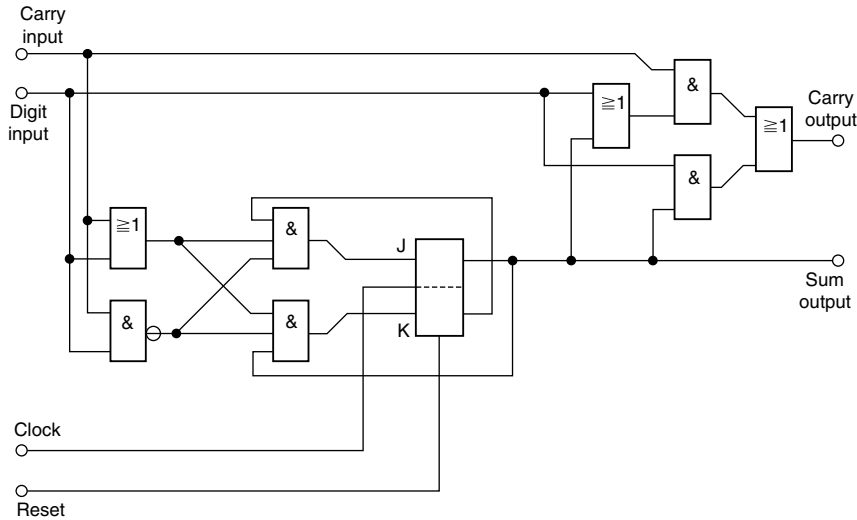 Carry
input
Digit
input
&
≧1
Carry
output
≧1
&
≧1
&
J
&
&
K
Sum
output
Clock
Reset